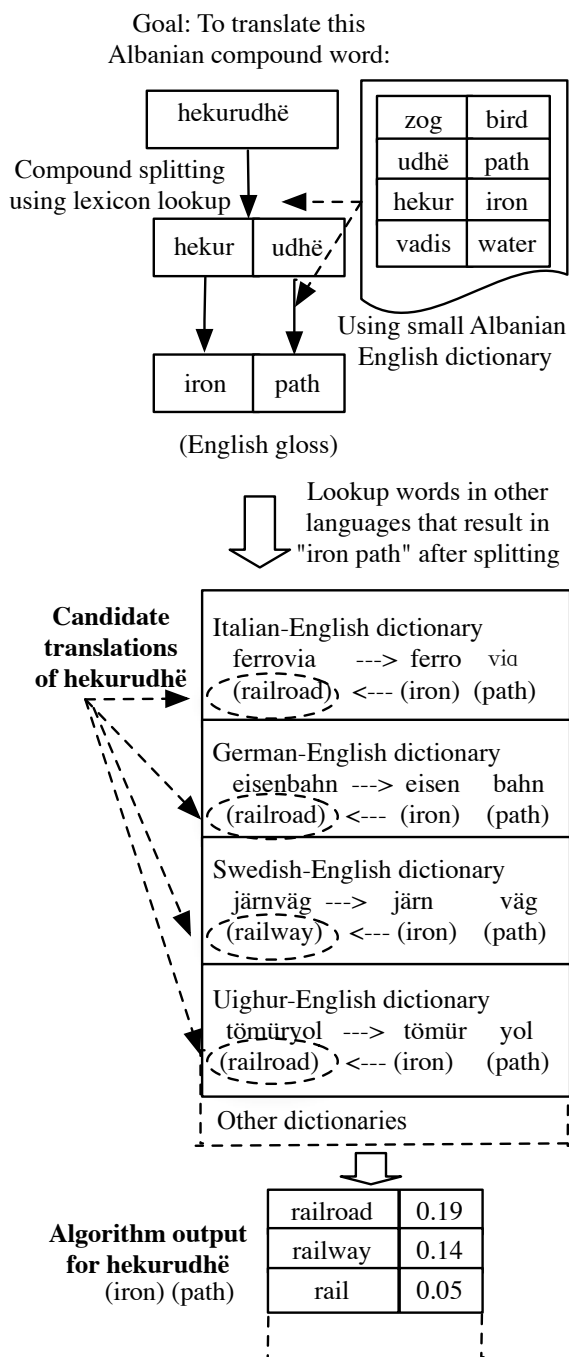 Goal: To translate this
Albanian compound word:
hekurudhë
zog bird
udhë path
hekur iron
vadis water
Compound splitting
using lexicon lookup
hekur udhë
Using small Albanian
English dictionary
iron path
(English gloss)
Lookup words in other
languages that result in
"iron path" after splitting
Candidate
translations
of hekurudhë
Italian-English dictionary
ferrovia ---> ferro via
(railroad) <--- (iron) (path)
German-English dictionary
eisenbahn ---> eisen bahn
(railroad) <--- (iron) (path)
Swedish-English dictionary
järnväg ---> järn väg
(railway) <--- (iron) (path)
Uighur-English dictionary
tömüryol ---> tömür yol
(railroad) <--- (iron) (path)
Other dictionaries
Algorithm output
for hekurudhë
(iron) (path)
railroad 0.19
railway 0.14
rail 0.05